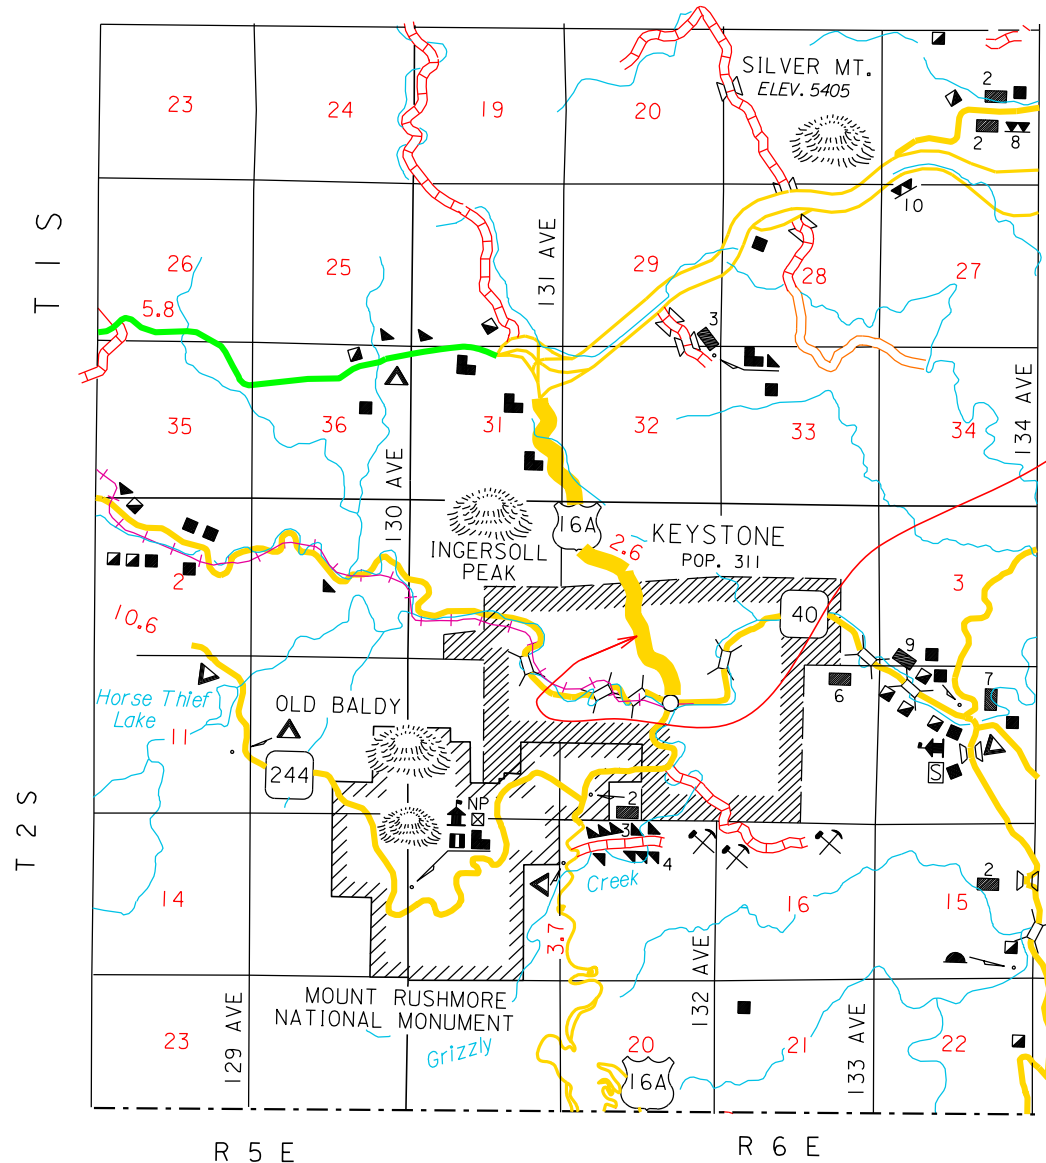 SILVER MT.
ELEV. 5405
2
23
24
19
20
2
8
10
T 1 S
131 AVE
26
25
29
28
27
5.8
3
134 AVE
35
36
31
32
33
34
130 AVE
16A
KEYSTONE
POP. 311
2.6
INGERSOLL
PEAK
2
3
10.6
40
9
6
7
Horse Thief
Lake
OLD BALDY
11
244
S
T 2 S
NP
2
3
4
2
Creek
14
16
15
3.7
132 AVE
MOUNT RUSHMORE
NATIONAL MONUMENT
129 AVE
133 AVE
23
Grizzly
20
21
22
16A
R 5 E
R 6 E